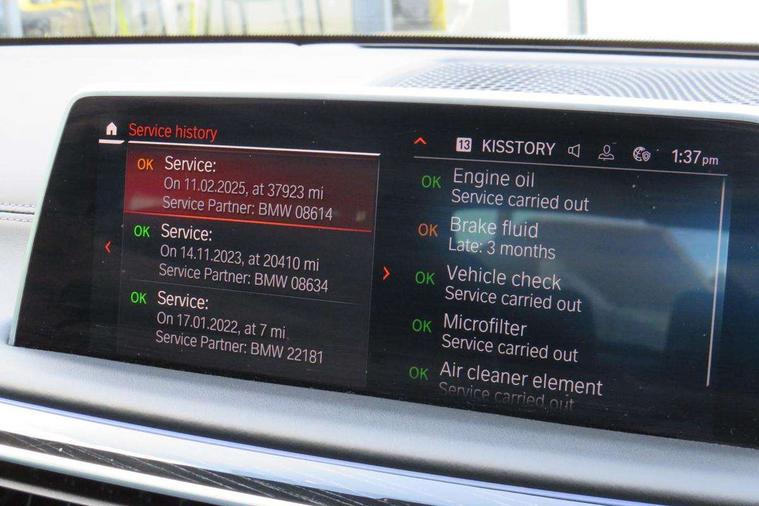 Service history
13 KISSTORY 1:37pm
OK Service:
On 11.02.2025, at 37923 mi
Service Partner: BMW 08614
OK Service:
On 14.11.2023, at 20410 mi
Service Partner: BMW 08634
OK Service:
On 17.01.2022, at 7 mi
Service Partner: BMW 22181
OK Engine oil
Service carried out
OK Brake fluid
Late: 3 months
OK Vehicle check
Service carried out
OK Microfilter
Service carried out
OK Air cleaner element
Service carried out